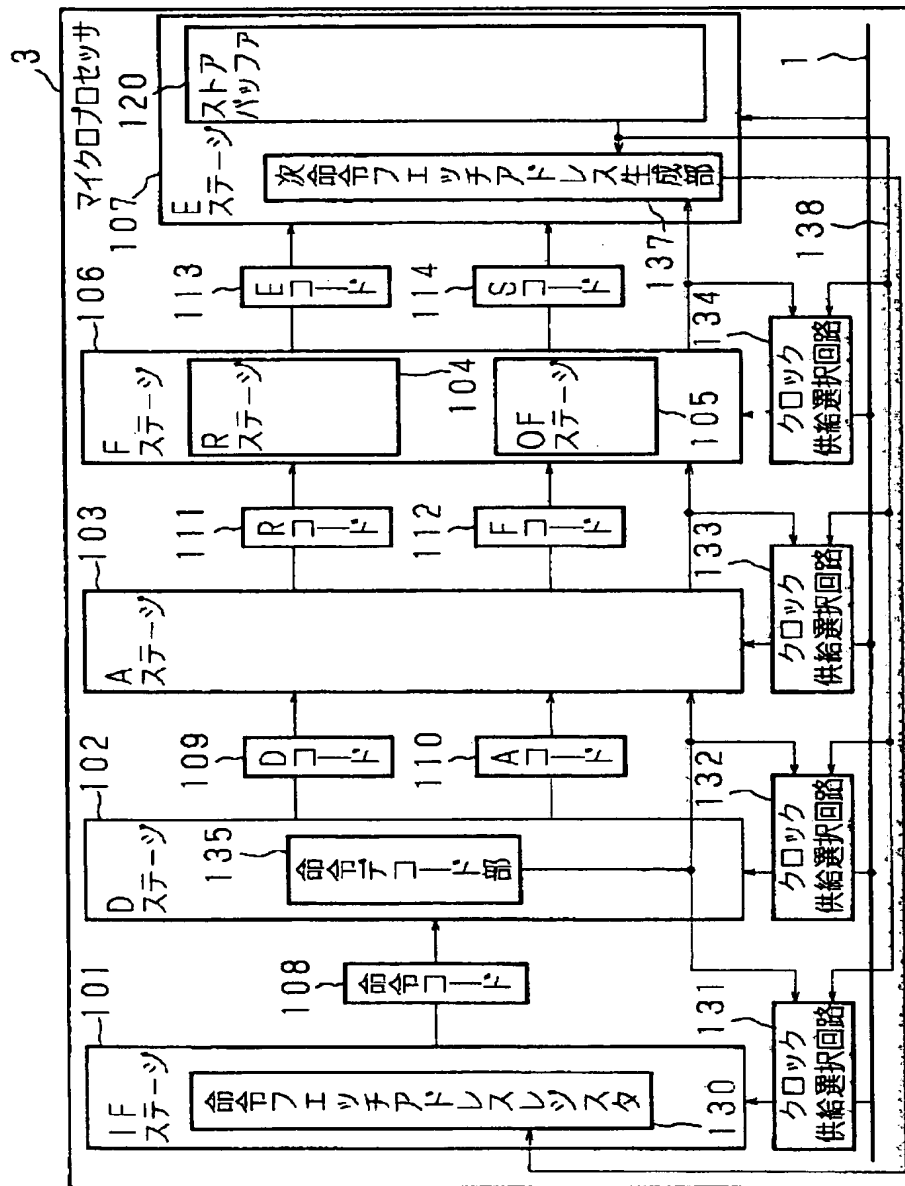 3
マイクロプロセッサ
101
IF
ステージ
命令フェッチアドレスレジスタ
130
108
命令コード
102
D
ステージ
135
命令デコード部
109
Dコード
110
Aコード
103
A
ステージ
111
Rコード
112
Fコード
106
F
ステージ
R
ステージ
104
OF
ステージ
105
113
Eコード
114
Sコード
107
E
ステージ
120
ストア
バッファ
次命令フェッチアドレス生成部
137
131
クロック
供給選択回路
132
クロック
供給選択回路
133
クロック
供給選択回路
134
クロック
供給選択回路
138
1